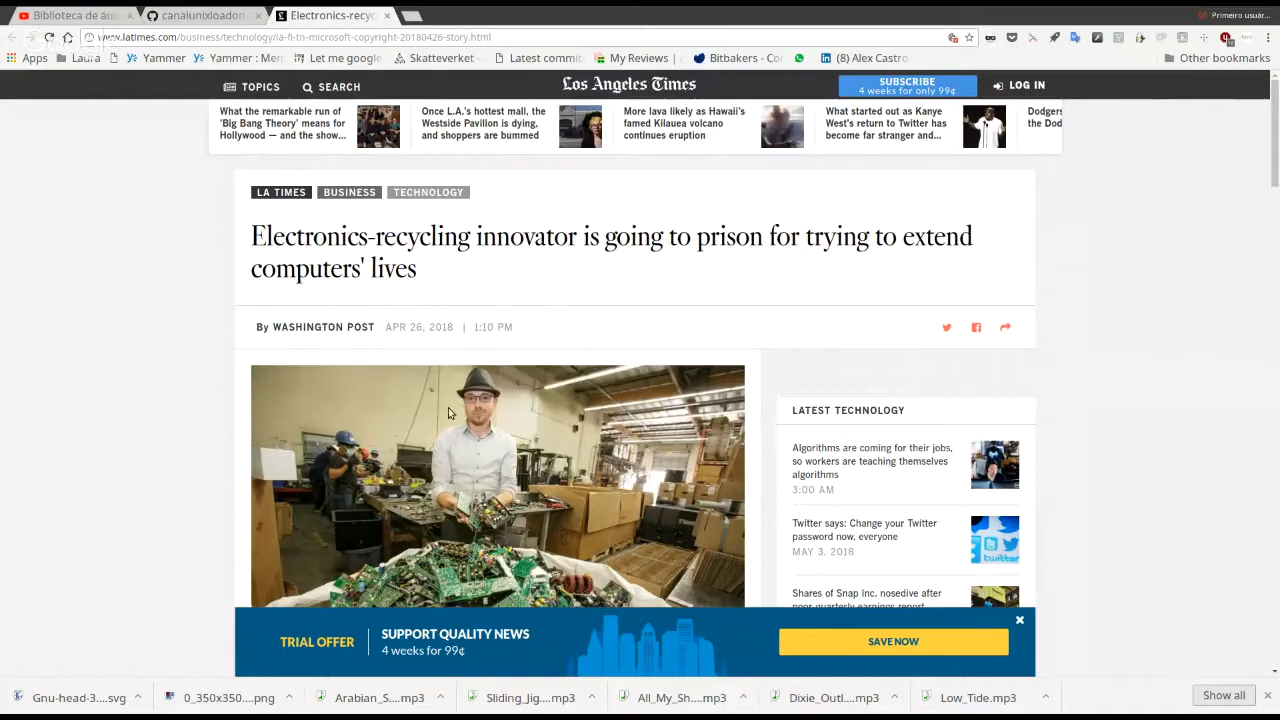 Biblioteca de áu
canalunixloadon
Electronics-recyc
Primeiro usuár...
www.latimes.com/business/technology/la-fi-tn-microsoft-copyright-20180426-story.html
Apps
Laura
Yammer
Yammer : Mem
Let me google
Skatteverket -
Latest commits
My Reviews |
Bitbakers - Con
(8) Alex Castro
Other bookmarks
TOPICS
SEARCH
Los Angeles Times
SUBSCRIBE
4 weeks for only 99¢
LOG IN
What the remarkable run of
'Big Bang Theory' means for
Hollywood — and the show...
Once L.A.'s hottest mall, the
Westside Pavilion is dying,
and shoppers are bummed
More lava likely as Hawaii's
famed Kilauea volcano
continues eruption
What started out as Kanye
West's return to Twitter has
become far stranger and...
Dodgers
the Dod
LA TIMES
BUSINESS
TECHNOLOGY
Electronics-recycling innovator is going to prison for trying to extend
computers' lives
By WASHINGTON POST APR 26, 2018 | 1:10 PM
LATEST TECHNOLOGY
Algorithms are coming for their jobs,
so workers are teaching themselves
algorithms
3:00 AM
Twitter says: Change your Twitter
password now, everyone
MAY 3, 2018
twitter
Shares of Snap Inc. nosedive after
poor quarterly earnings report
TRIAL OFFER
SUPPORT QUALITY NEWS
4 weeks for 99¢
SAVE NOW
Gnu-head-3....svg
0_350x350....png
Arabian_S....mp3
Sliding_Jig....mp3
All_My_Sh....mp3
Dixie_Outl....mp3
Low_Tide.mp3
Show all